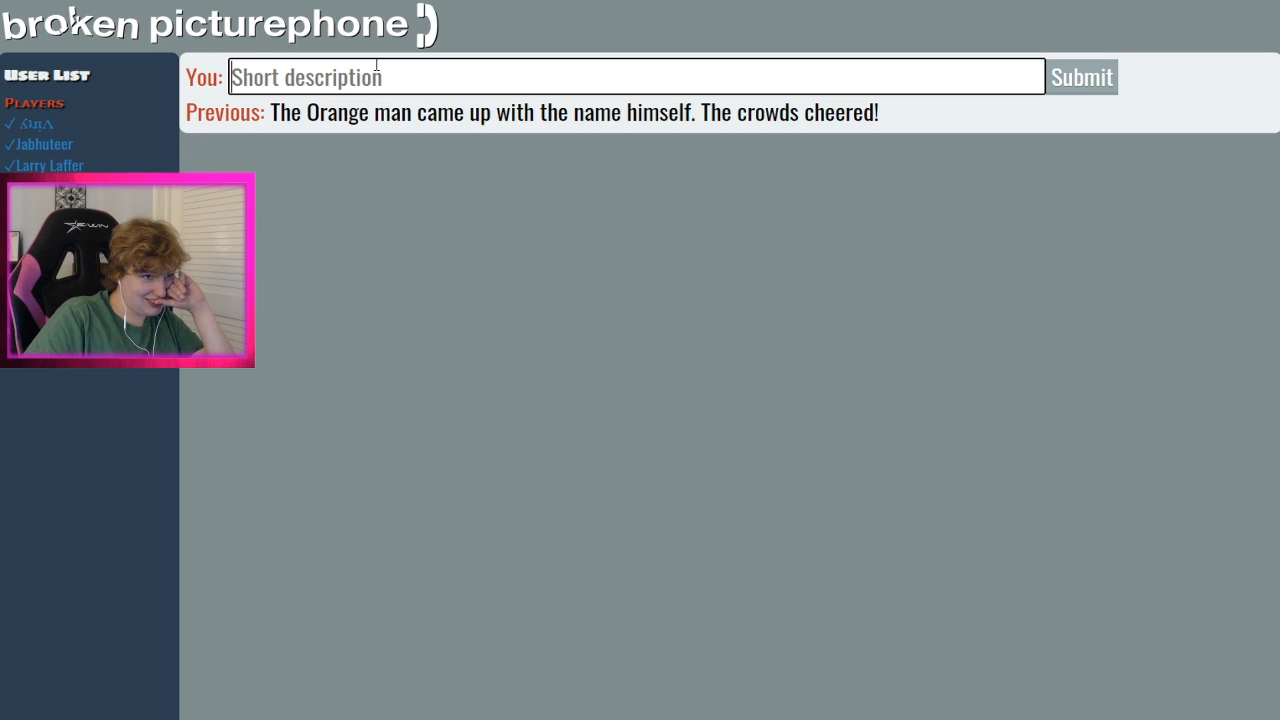 broken picturephone
USER LIST
You: Short description Submit
Previous: The Orange man came up with the name himself. The crowds cheered!
PLAYERS
✓
✓Jabhuteer
✓Larry Laffer